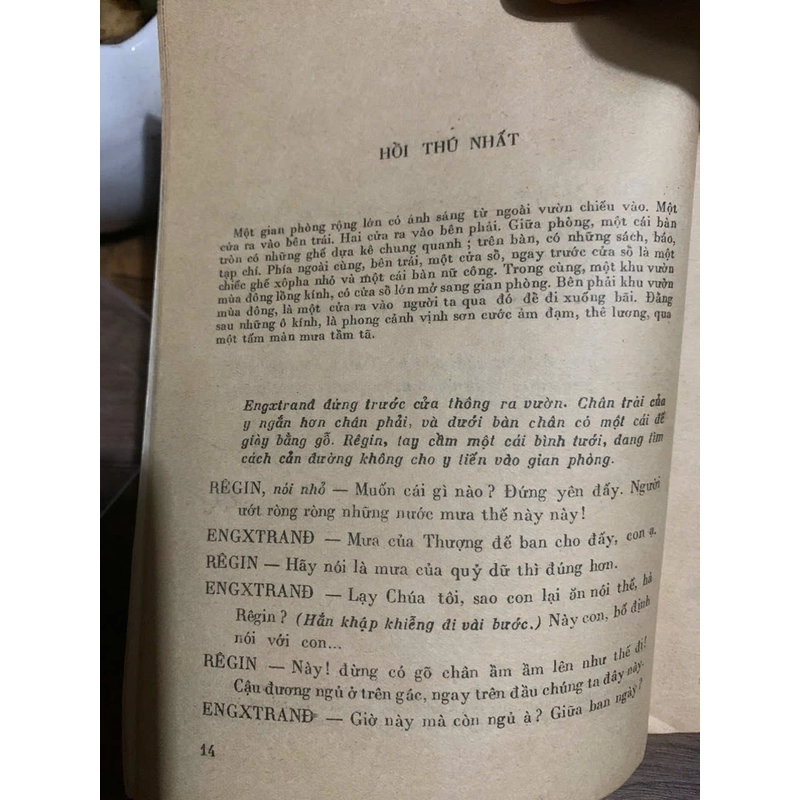 HỒI THỨ NHẤT
Một gian phòng rộng lớn có ánh sáng từ ngoài vườn chiếu vào. Một
cửa ra vào bên trái. Hai cửa ra vào bên phải. Giữa phòng, một cái bàn
tròn có những ghế dựa kê chung quanh ; trên bàn, có những sách, báo,
tạp chí. Phía ngoài cùng, bên trái, một cửa sổ, ngay trước cửa sổ là một
chiếc ghế xôpha nhỏ và một cái bàn nữ công. Trong cùng, một khu vườn
mùa đông lồng kính, có cửa sổ lớn mở sang gian phòng. Bên phải khu vườn
mùa đông, là một cửa ra vào người ta qua đó để đi xuống bãi. Đằng
sau những ô kính, là phong cảnh vịnh sơn cước ảm đạm, thê lương, qua
một tấm màn mưa tầm tã.
Engxtranđ đứng trước cửa thông ra vườn. Chân trái của
y ngắn hơn chân phải, và dưới bàn chân có một cái đế
giày bằng gỗ. Rêgin, tay cầm một cái bình tưới, đang tìm
cách cản đường không cho y tiến vào gian phòng.
RÊGIN, nói nhỏ — Muốn cái gì nào ? Đứng yên đấy. Người
ướt ròng ròng những nước mưa thế này này !
ENGXTRANĐ — Mưa của Thượng đế ban cho đấy, con ạ.
RÊGIN — Hãy nói là mưa của quỷ dữ thì đúng hơn.
ENGXTRANĐ — Lạy Chúa tôi, sao con lại ăn nói thế, hả
Rêgin ? (Hắn khập khiễng đi vài bước.) Này con, bố định
nói với con...
RÊGIN — Này ! đừng có gõ chân ầm ầm lên như thế đi !
Cậu đương ngủ ở trên gác, ngay trên đầu chúng ta đây này.
ENGXTRANĐ — Giờ này mà còn ngủ à ? Giữa ban ngày ?
14